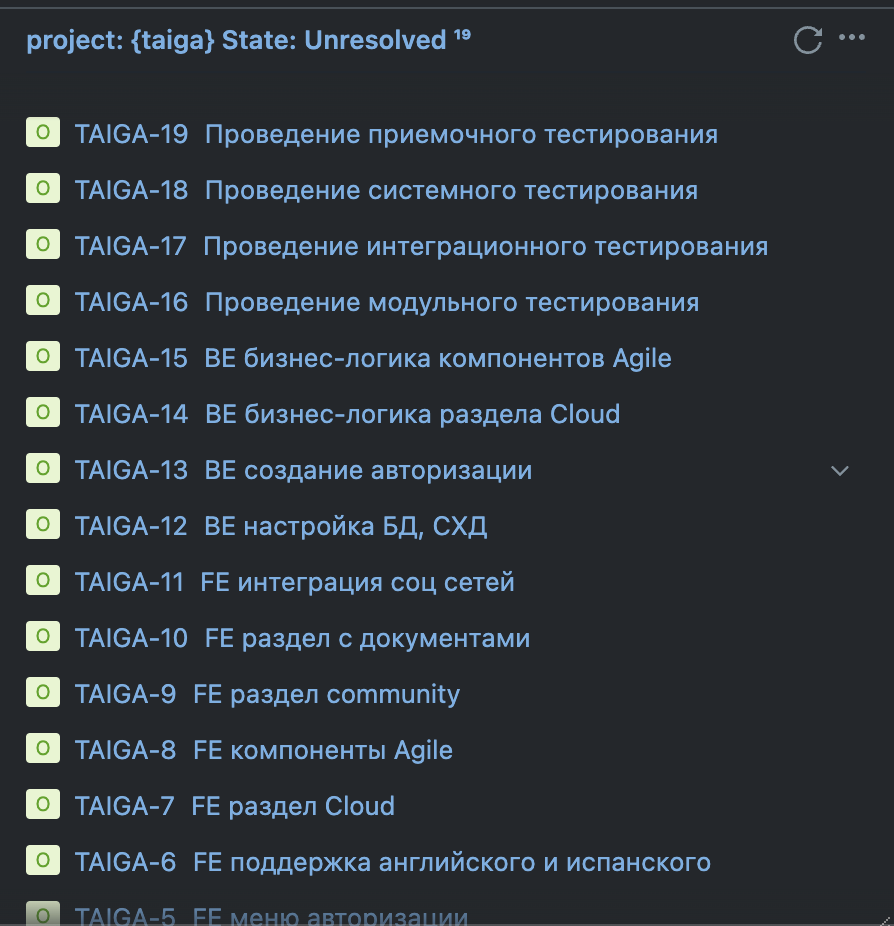 project: {taiga} State: Unresolved 19
O TAIGA-19 Проведение приемочного тестирования
O TAIGA-18 Проведение системного тестирования
O TAIGA-17 Проведение интеграционного тестирования
O TAIGA-16 Проведение модульного тестирования
O TAIGA-15 BE бизнес-логика компонентов Agile
O TAIGA-14 BE бизнес-логика раздела Cloud
O TAIGA-13 BE создание авторизации
O TAIGA-12 BE настройка БД, СХД
O TAIGA-11 FE интеграция соц сетей
O TAIGA-10 FE раздел с документами
O TAIGA-9 FE раздел community
O TAIGA-8 FE компоненты Agile
O TAIGA-7 FE раздел Cloud
O TAIGA-6 FE поддержка английского и испанского
O TAIGA-5 FE меню авторизации